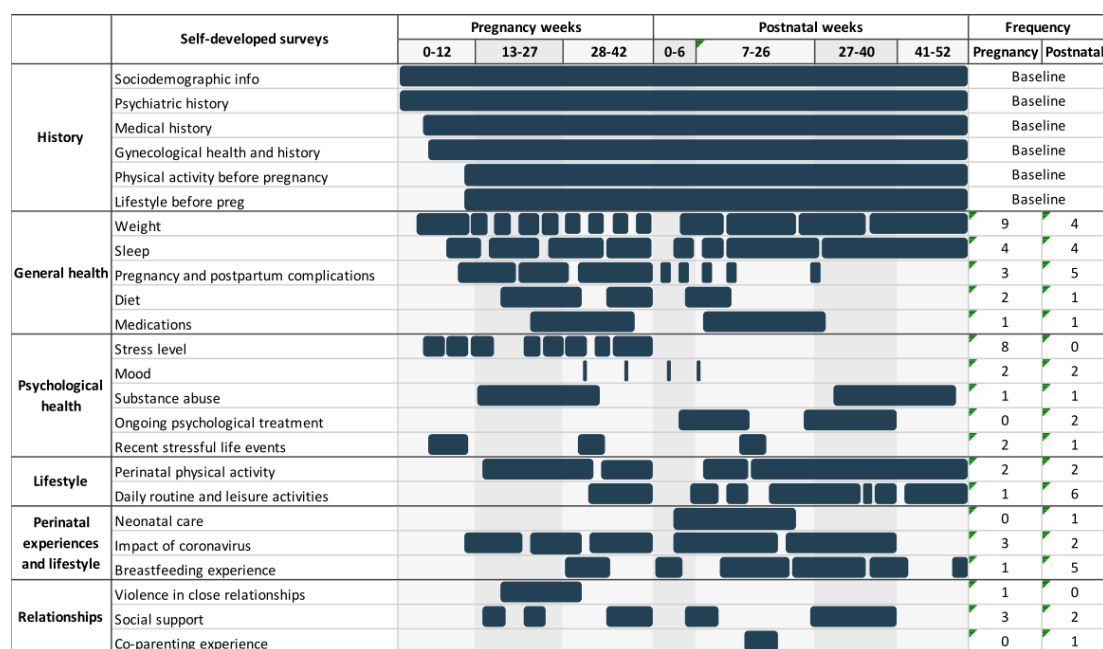 Self-developed surveys Pregnancy weeks Postnatal weeks Frequency
0-12 13-27 28-42 0-6 7-26 27-40 41-52 Pregnancy Postnatal
History
Sociodemographic info Baseline
Psychiatric history Baseline
Medical history Baseline
Gynecological health and history Baseline
Physical activity before pregnancy Baseline
Lifestyle before preg Baseline
General health
Weight 9 4
Sleep 4 4
Pregnancy and postpartum complications 3 5
Diet 2 1
Medications 1 1
Psychological
health
Stress level 8 0
Mood 2 2
Substance abuse 1 1
Ongoing psychological treatment 0 2
Recent stressful life events 2 1
Lifestyle
Perinatal physical activity 2 2
Daily routine and leisure activities 1 6
Perinatal
experiences
and lifestyle
Neonatal care 0 1
Impact of coronavirus 3 2
Breastfeeding experience 1 5
Relationships
Violence in close relationships 1 0
Social support 3 2
Co-parenting experience 0 1